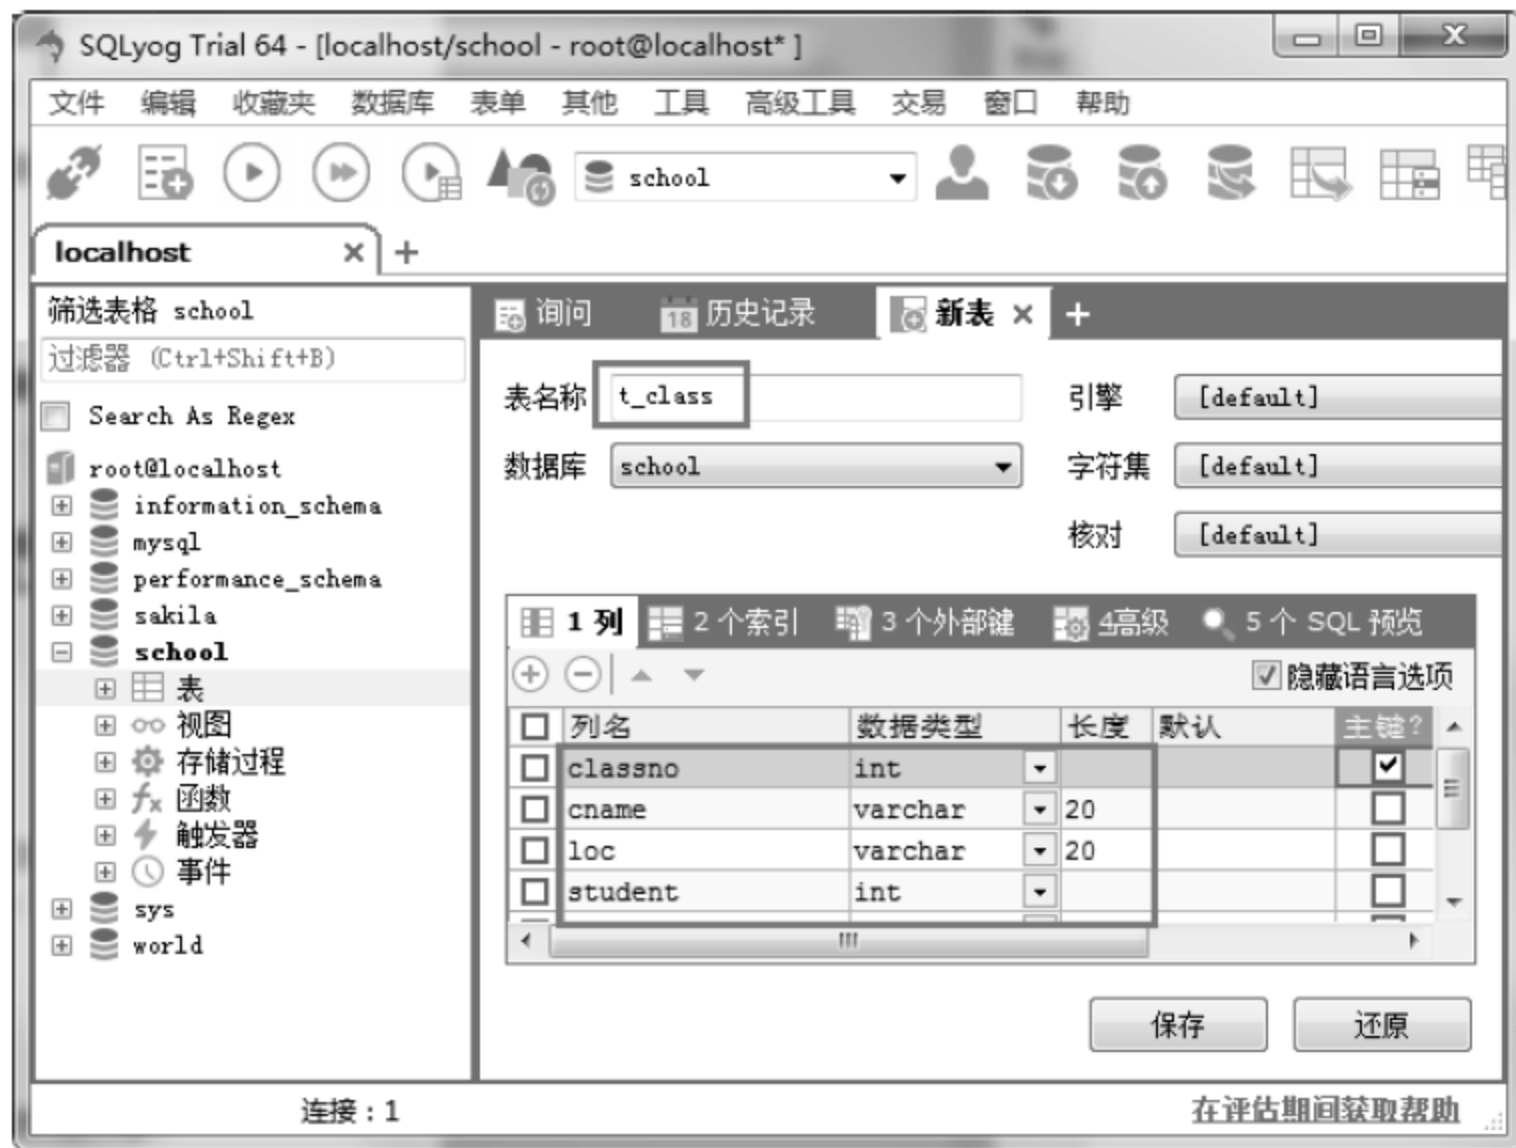 SQLyog Trial 64 - [localhost/school - root@localhost* ]
文件 编辑 收藏夹 数据库 表单 其他 工具 高级工具 交易 窗口 帮助
school
localhost
筛选表格 school
过滤器 (Ctrl+Shift+B)
Search As Regex
root@localhost
information_schema
mysql
performance_schema
sakila
school
表
视图
存储过程
函数
触发器
事件
sys
world
询问 18 历史记录 新表
表名称 t_class 引擎 [default]
数据库 school 字符集 [default]
核对 [default]
1 列 2 个索引 3 个外部键 4高级 5 个 SQL 预览
隐藏语言选项
列名 数据类型 长度 默认 主键?
classno int
cname varchar 20
loc varchar 20
student int
保存 还原
连接：1 在评估期间获取帮助